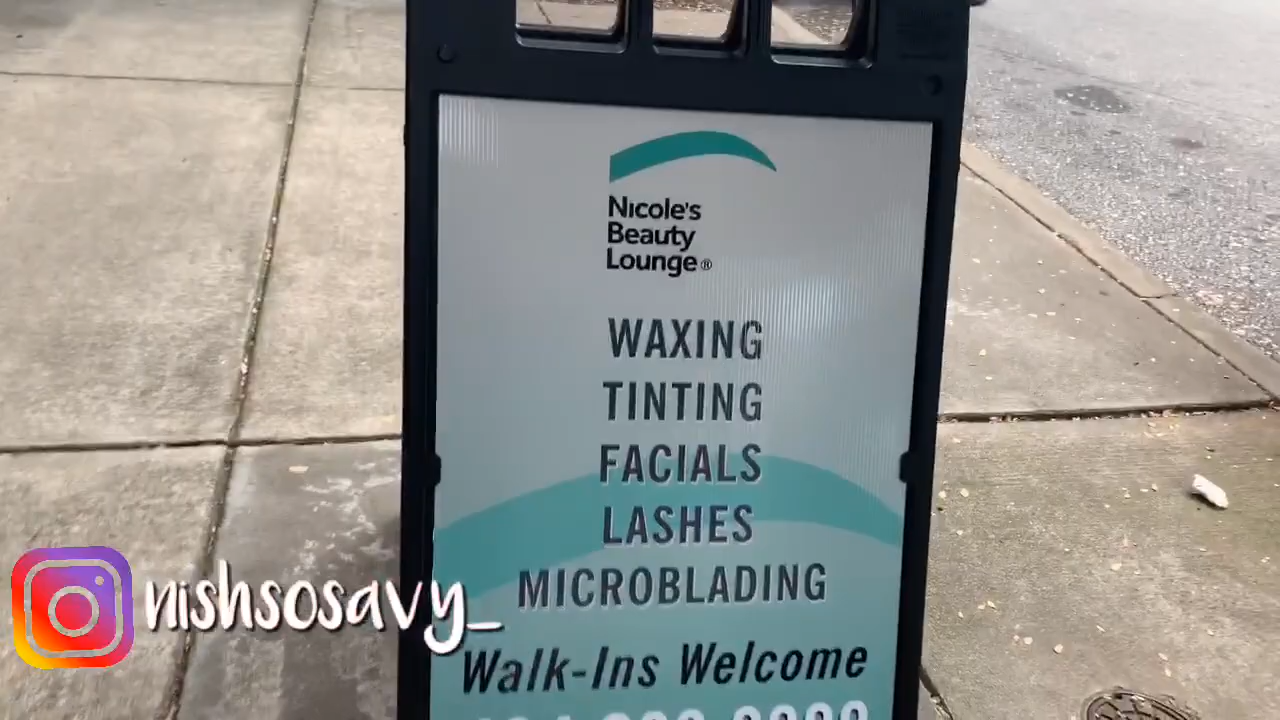 Nicole's
Beauty
Lounge®
WAXING
TINTING
FACIALS
LASHES
MICROBLADING
Walk-Ins Welcome
nishsosavy_